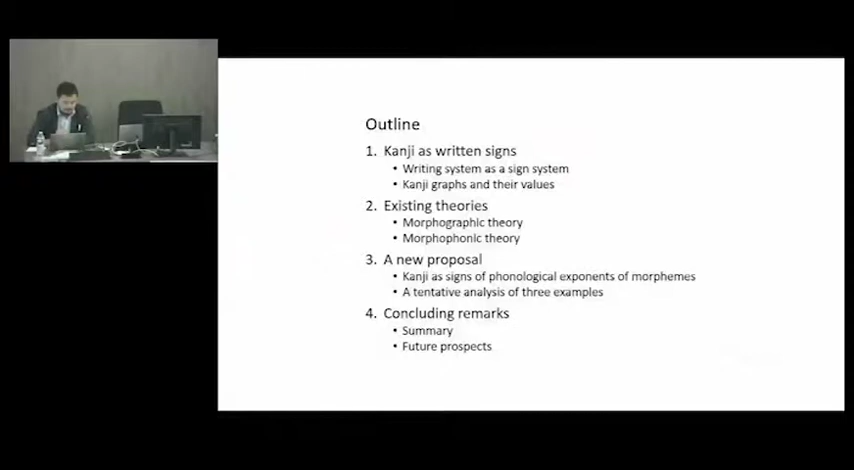 Outline
1. Kanji as written signs
• Writing system as a sign system
• Kanji graphs and their values
2. Existing theories
• Morphographic theory
• Morphophonic theory
3. A new proposal
• Kanji as signs of phonological exponents of morphemes
• A tentative analysis of three examples
4. Concluding remarks
• Summary
• Future prospects